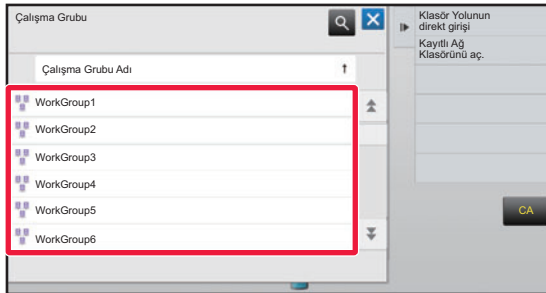 Çalışma Grubu
Çalışma Grubu Adı
WorkGroup1
WorkGroup2
WorkGroup3
WorkGroup4
WorkGroup5
WorkGroup6
Klasör Yolunun
direkt girişi
Kayıtlı Ağ
Klasörünü aç.
CA